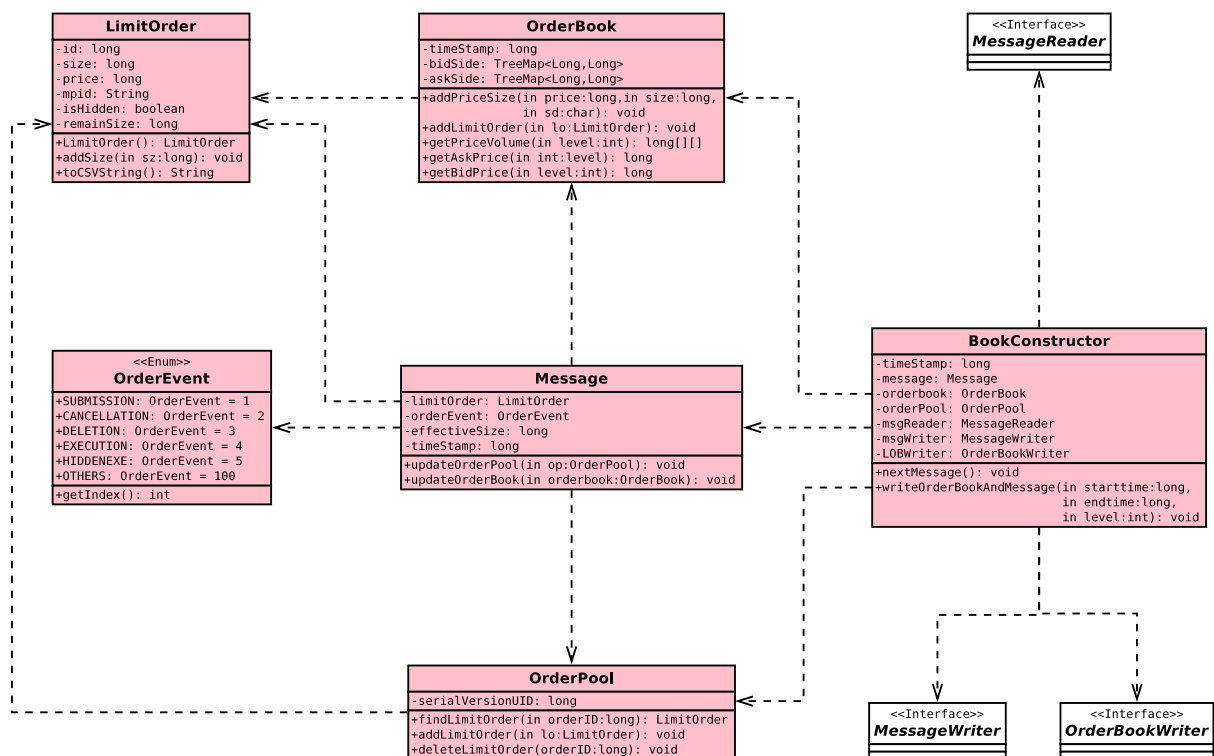 LimitOrder
-id: long
-size: long
-price: long
-mpid: String
-isHidden: boolean
-remainSize: long
+LimitOrder(): LimitOrder
+addSize(in sz:long): void
+toCSVString(): String
OrderBook
-timeStamp: long
-bidSide: TreeMap<Long,Long>
-askSide: TreeMap<Long,Long>
+addPriceSize(in price:long,in size:long,
in sd:char): void
+addLimitOrder(in lo:LimitOrder): void
+getPriceVolume(in level:int): long[][]
+getAskPrice(in int:level): long
+getBidPrice(in level:int): long
<<Interface>>
MessageReader
<<Enum>>
OrderEvent
+SUBMISSION: OrderEvent = 1
+CANCELLATION: OrderEvent = 2
+DELETION: OrderEvent = 3
+EXECUTION: OrderEvent = 4
+HIDDENEXE: OrderEvent = 5
+OTHERS: OrderEvent = 100
+getIndex(): int
Message
-limitOrder: LimitOrder
-orderEvent: OrderEvent
-effectiveSize: long
-timeStamp: long
+updateOrderPool(in op:OrderPool): void
+updateOrderBook(in orderbook:OrderBook): void
BookConstructor
-timeStamp: long
-message: Message
-orderbook: OrderBook
-orderPool: OrderPool
-msgReader: MessageReader
-msgWriter: MessageWriter
-LOBWriter: OrderBookWriter
+nextMessage(): void
+writeOrderBookAndMessage(in starttime:long,
in endtime:long,
in level:int): void
OrderPool
-serialVersionUID: long
+findLimitOrder(in orderID:long): LimitOrder
+addLimitOrder(in lo:LimitOrder): void
+deleteLimitOrder(orderID:long): void
<<Interface>>
MessageWriter
<<Interface>>
OrderBookWriter